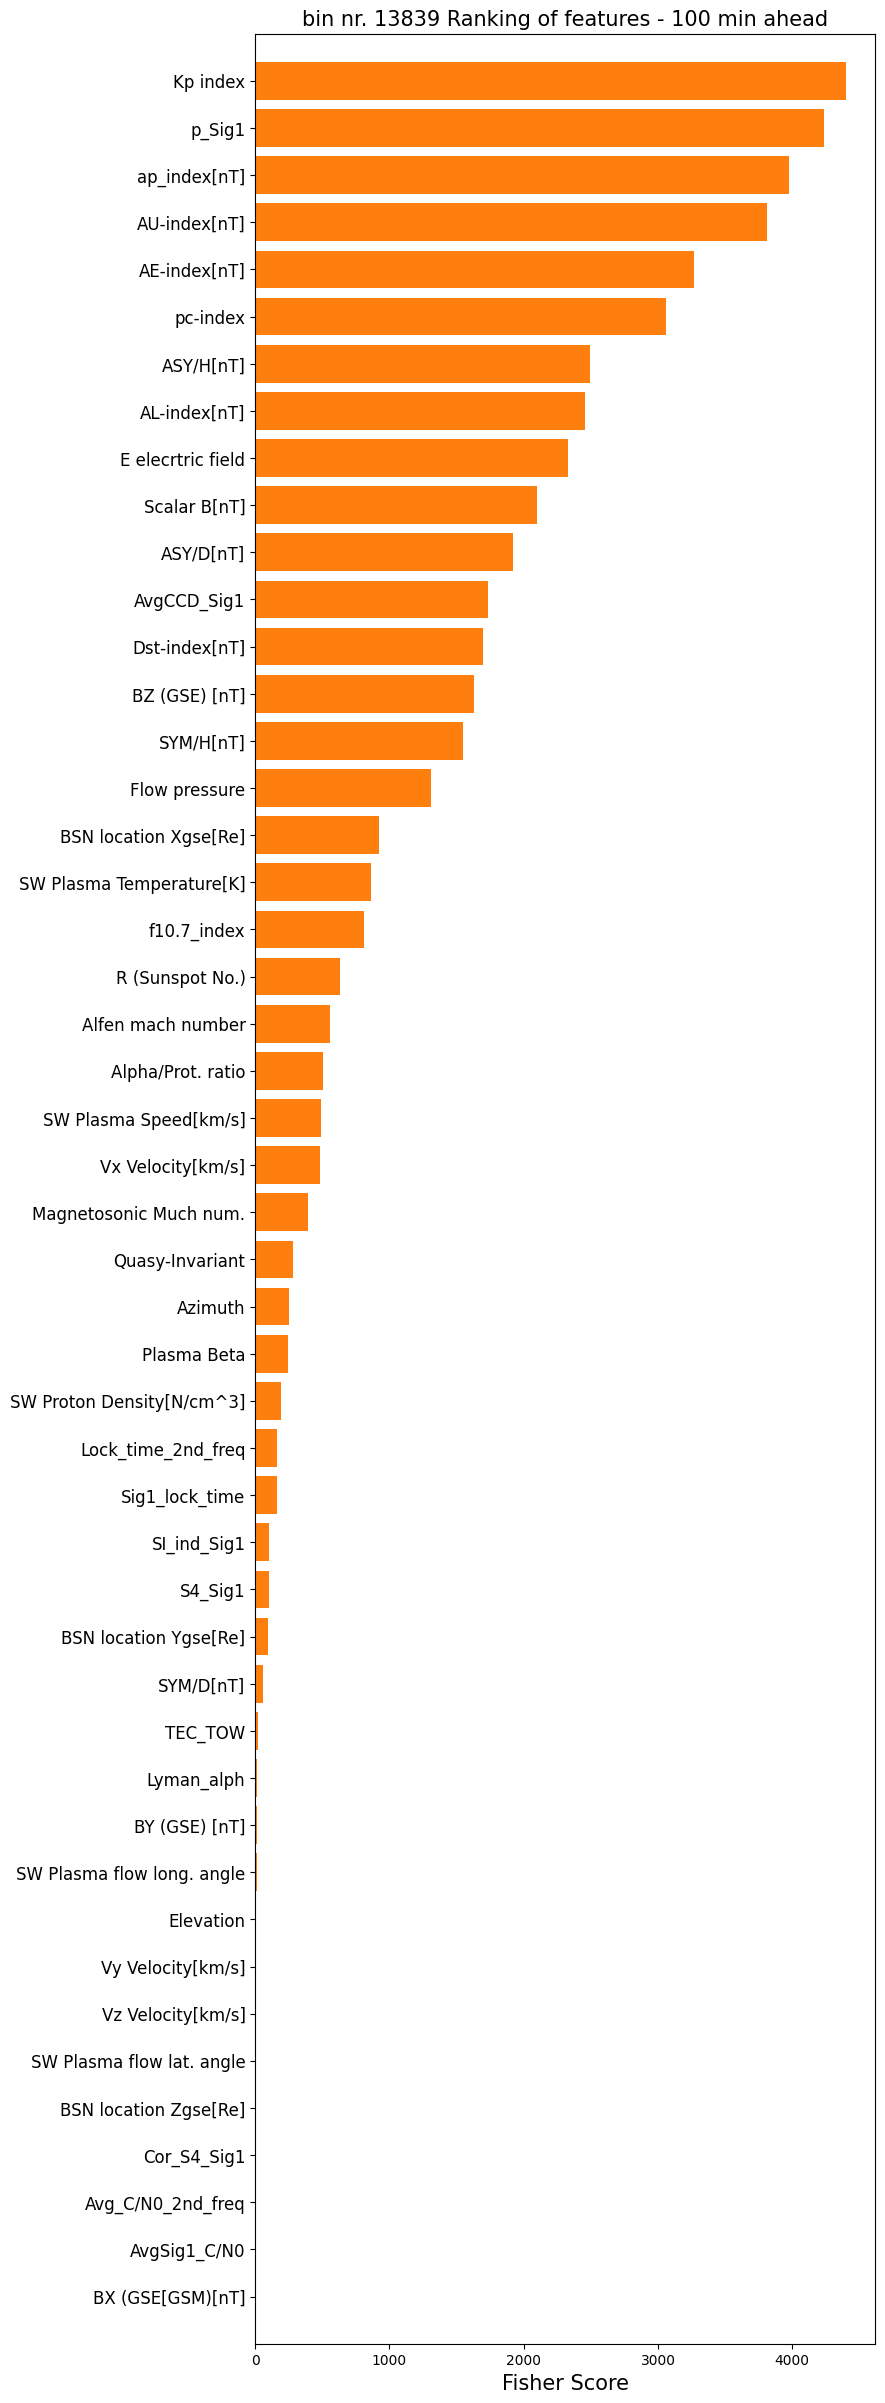 bin nr. 13839 Ranking of features - 100 min ahead
Kp index
p_Sig1
ap_index[nT]
AU-index[nT]
AE-index[nT]
pc-index
ASY/H[nT]
AL-index[nT]
E elecrtric field
Scalar B[nT]
ASY/D[nT]
AvgCCD_Sig1
Dst-index[nT]
BZ (GSE) [nT]
SYM/H[nT]
Flow pressure
BSN location Xgse[Re]
SW Plasma Temperature[K]
f10.7_index
R (Sunspot No.)
Alfen mach number
Alpha/Prot. ratio
SW Plasma Speed[km/s]
Vx Velocity[km/s]
Magnetosonic Much num.
Quasy-Invariant
Azimuth
Plasma Beta
SW Proton Density[N/cm^3]
Lock_time_2nd_freq
Sig1_lock_time
SI_ind_Sig1
S4_Sig1
BSN location Ygse[Re]
SYM/D[nT]
TEC_TOW
Lyman_alph
BY (GSE) [nT]
SW Plasma flow long. angle
Elevation
Vy Velocity[km/s]
Vz Velocity[km/s]
SW Plasma flow lat. angle
BSN location Zgse[Re]
Cor_S4_Sig1
Avg_C/N0_2nd_freq
AvgSig1_C/N0
BX (GSE[GSM)[nT]
0 1000 2000 3000 4000
Fisher Score